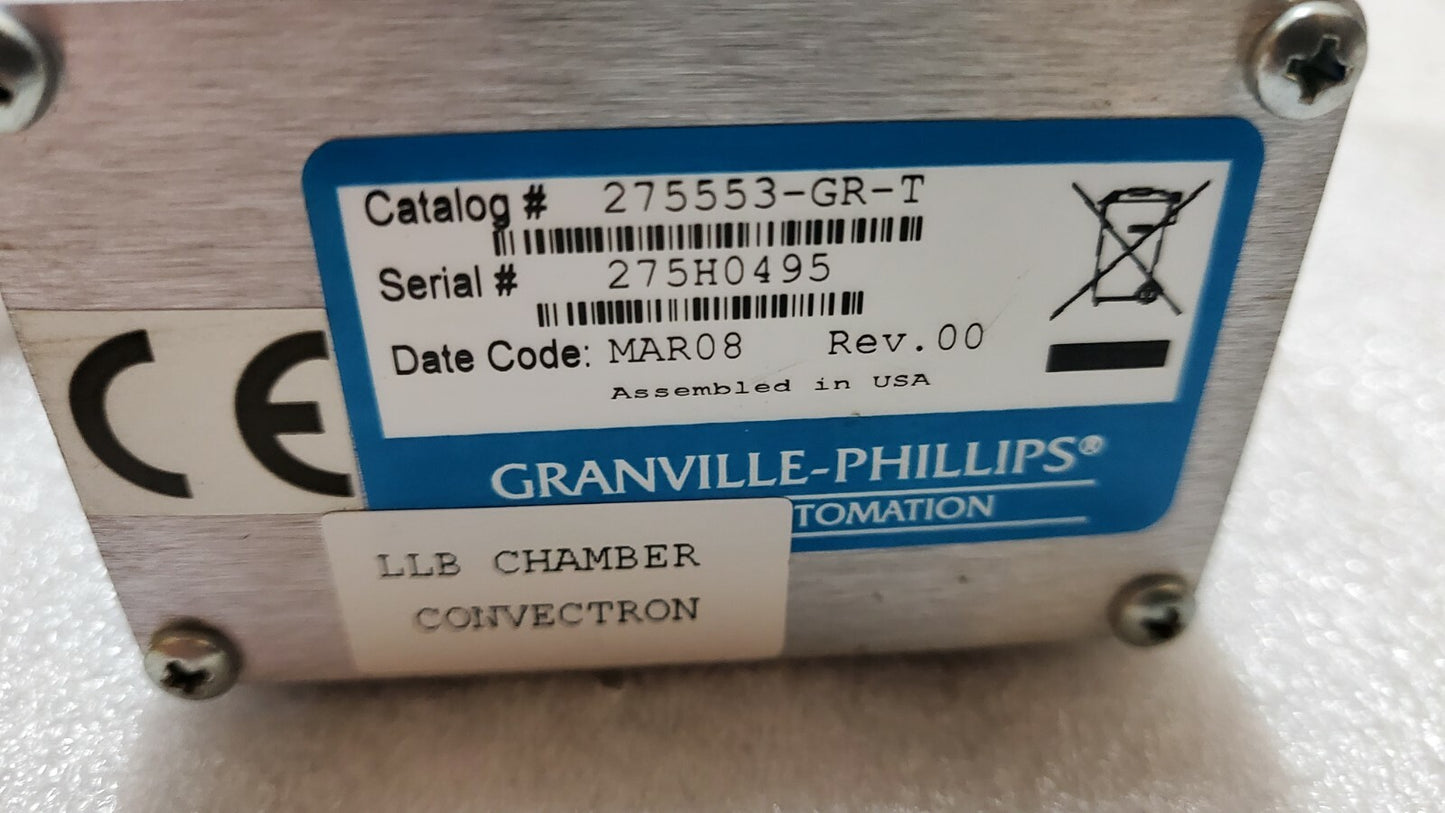 Catalog # 275553-GR-T
Serial # 275H0495
Date Code: MAR08 Rev.00
Assembled in USA
CE
GRANVILLE-PHILLIPS®
TOMATION
LLB CHAMBER
CONVECTRON